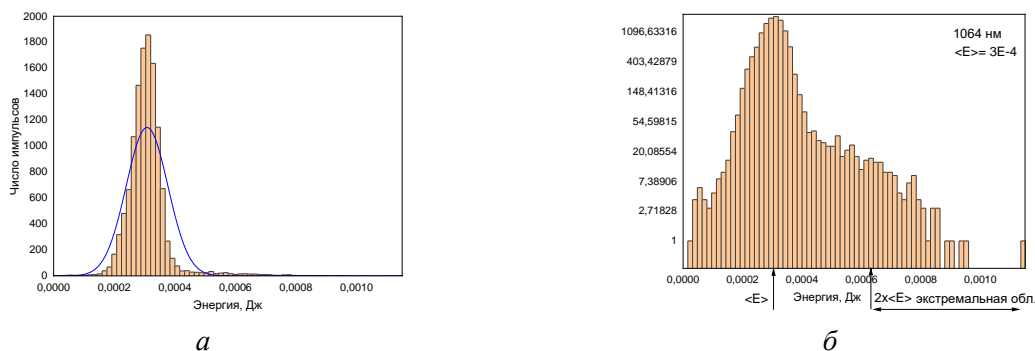 2000
1800
1600
1400
1200
1000
800
600
400
200
0
Число импульсов
0,0000 0,0002 0,0004 0,0006 0,0008 0,0010
Энергия, Дж
а
1096,63316
403,42879
148,41316
54,59815
20,08554
7,38906
2,71828
1
1064 нм
<E>= 3E-4
0,0000 0,0002 0,0004 0,0006 0,0008 0,0010
<E> Энергия, Дж 2x<E> экстремальная обл.
б